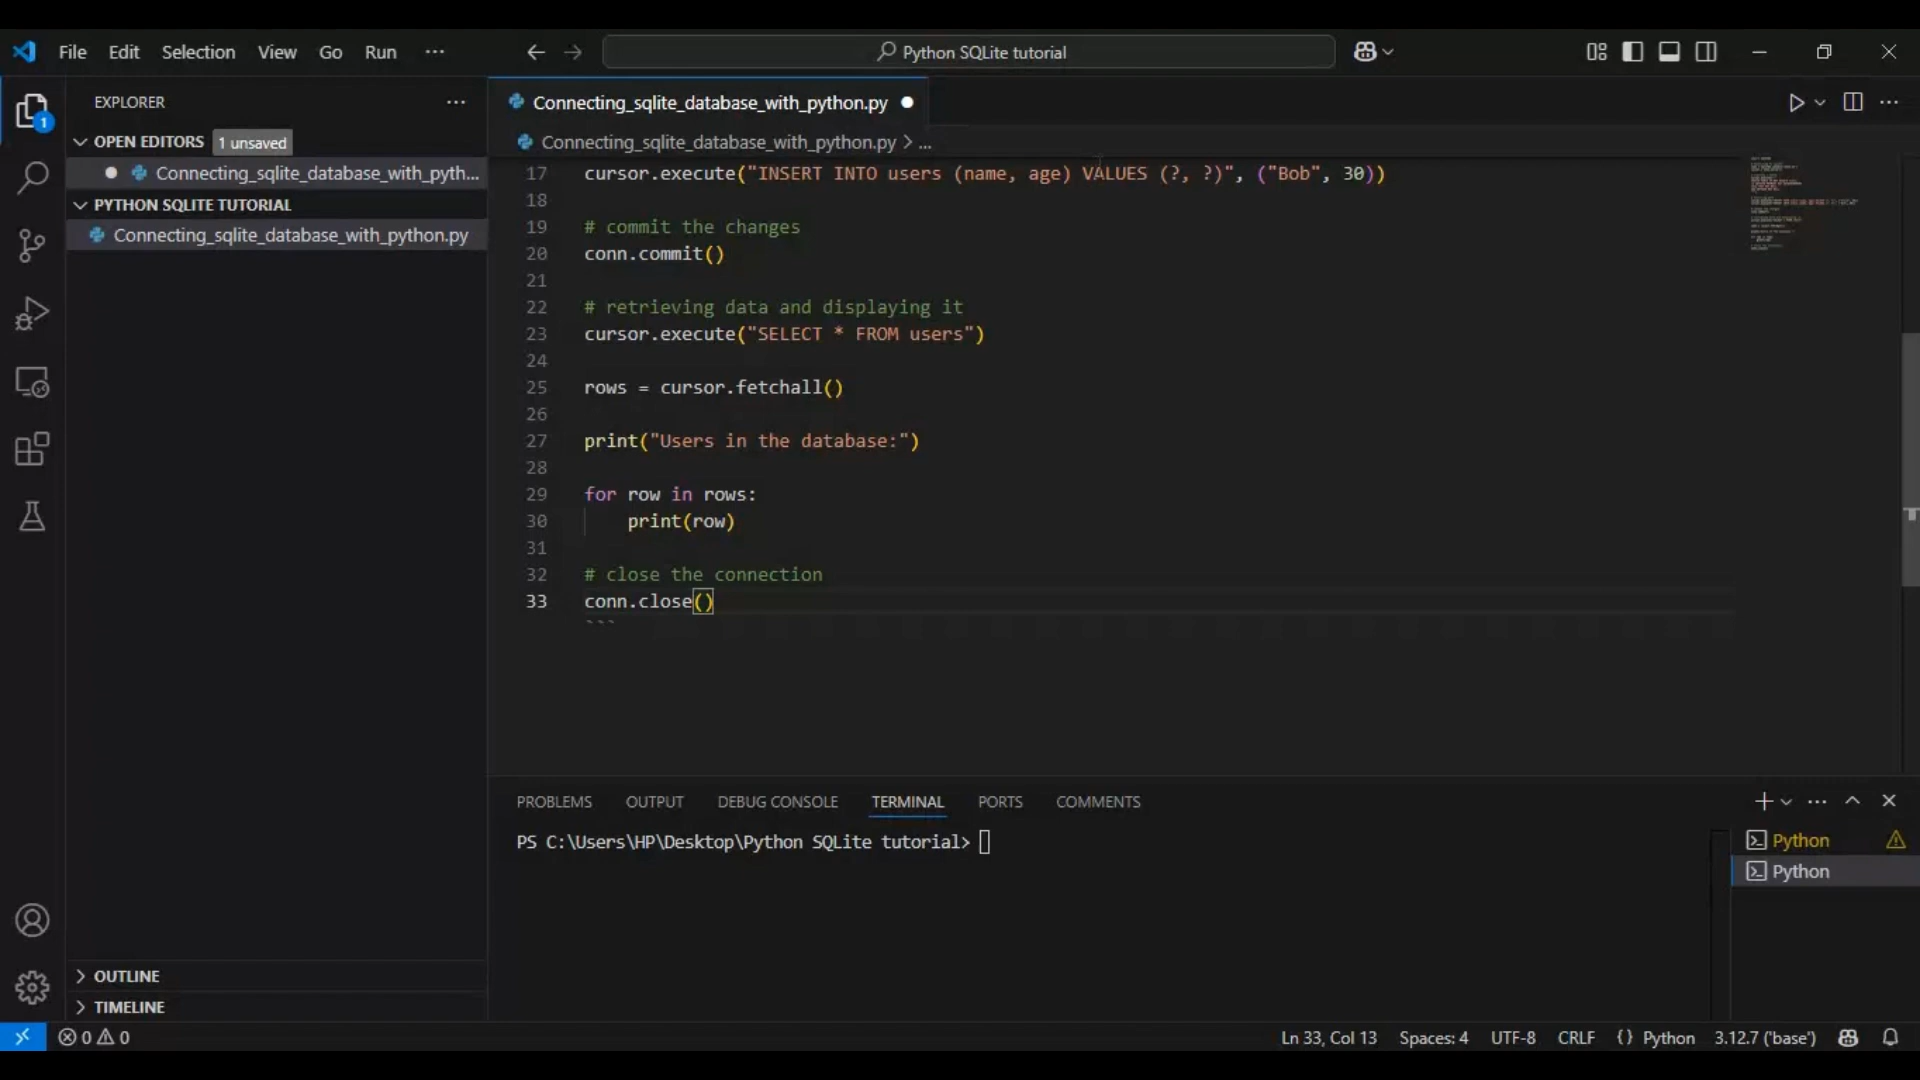 File Edit Selection View Go Run ...
Python SQLite tutorial
EXPLORER
1
OPEN EDITORS 1 unsaved
Connecting_sqlite_database_with_pyth...
PYTHON SQLITE TUTORIAL
Connecting_sqlite_database_with_python.py
OUTLINE
TIMELINE
Connecting_sqlite_database_with_python.py
Connecting_sqlite_database_with_python.py > ...
17 cursor.execute("INSERT INTO users (name, age) VALUES (?, ?)", ("Bob", 30))
18
19 # commit the changes
20 conn.commit()
21
22 # retrieving data and displaying it
23 cursor.execute("SELECT * FROM users")
24
25 rows = cursor.fetchall()
26
27 print("Users in the database:")
28
29 for row in rows:
30     print(row)
31
32 # close the connection
33 conn.close()
```
PROBLEMS OUTPUT DEBUG CONSOLE TERMINAL PORTS COMMENTS
PS C:\Users\HP\Desktop\Python SQLite tutorial>
Python
Python
0 0 Ln 33, Col 13 Spaces: 4 UTF-8 CRLF {} Python 3.12.7 ('base')